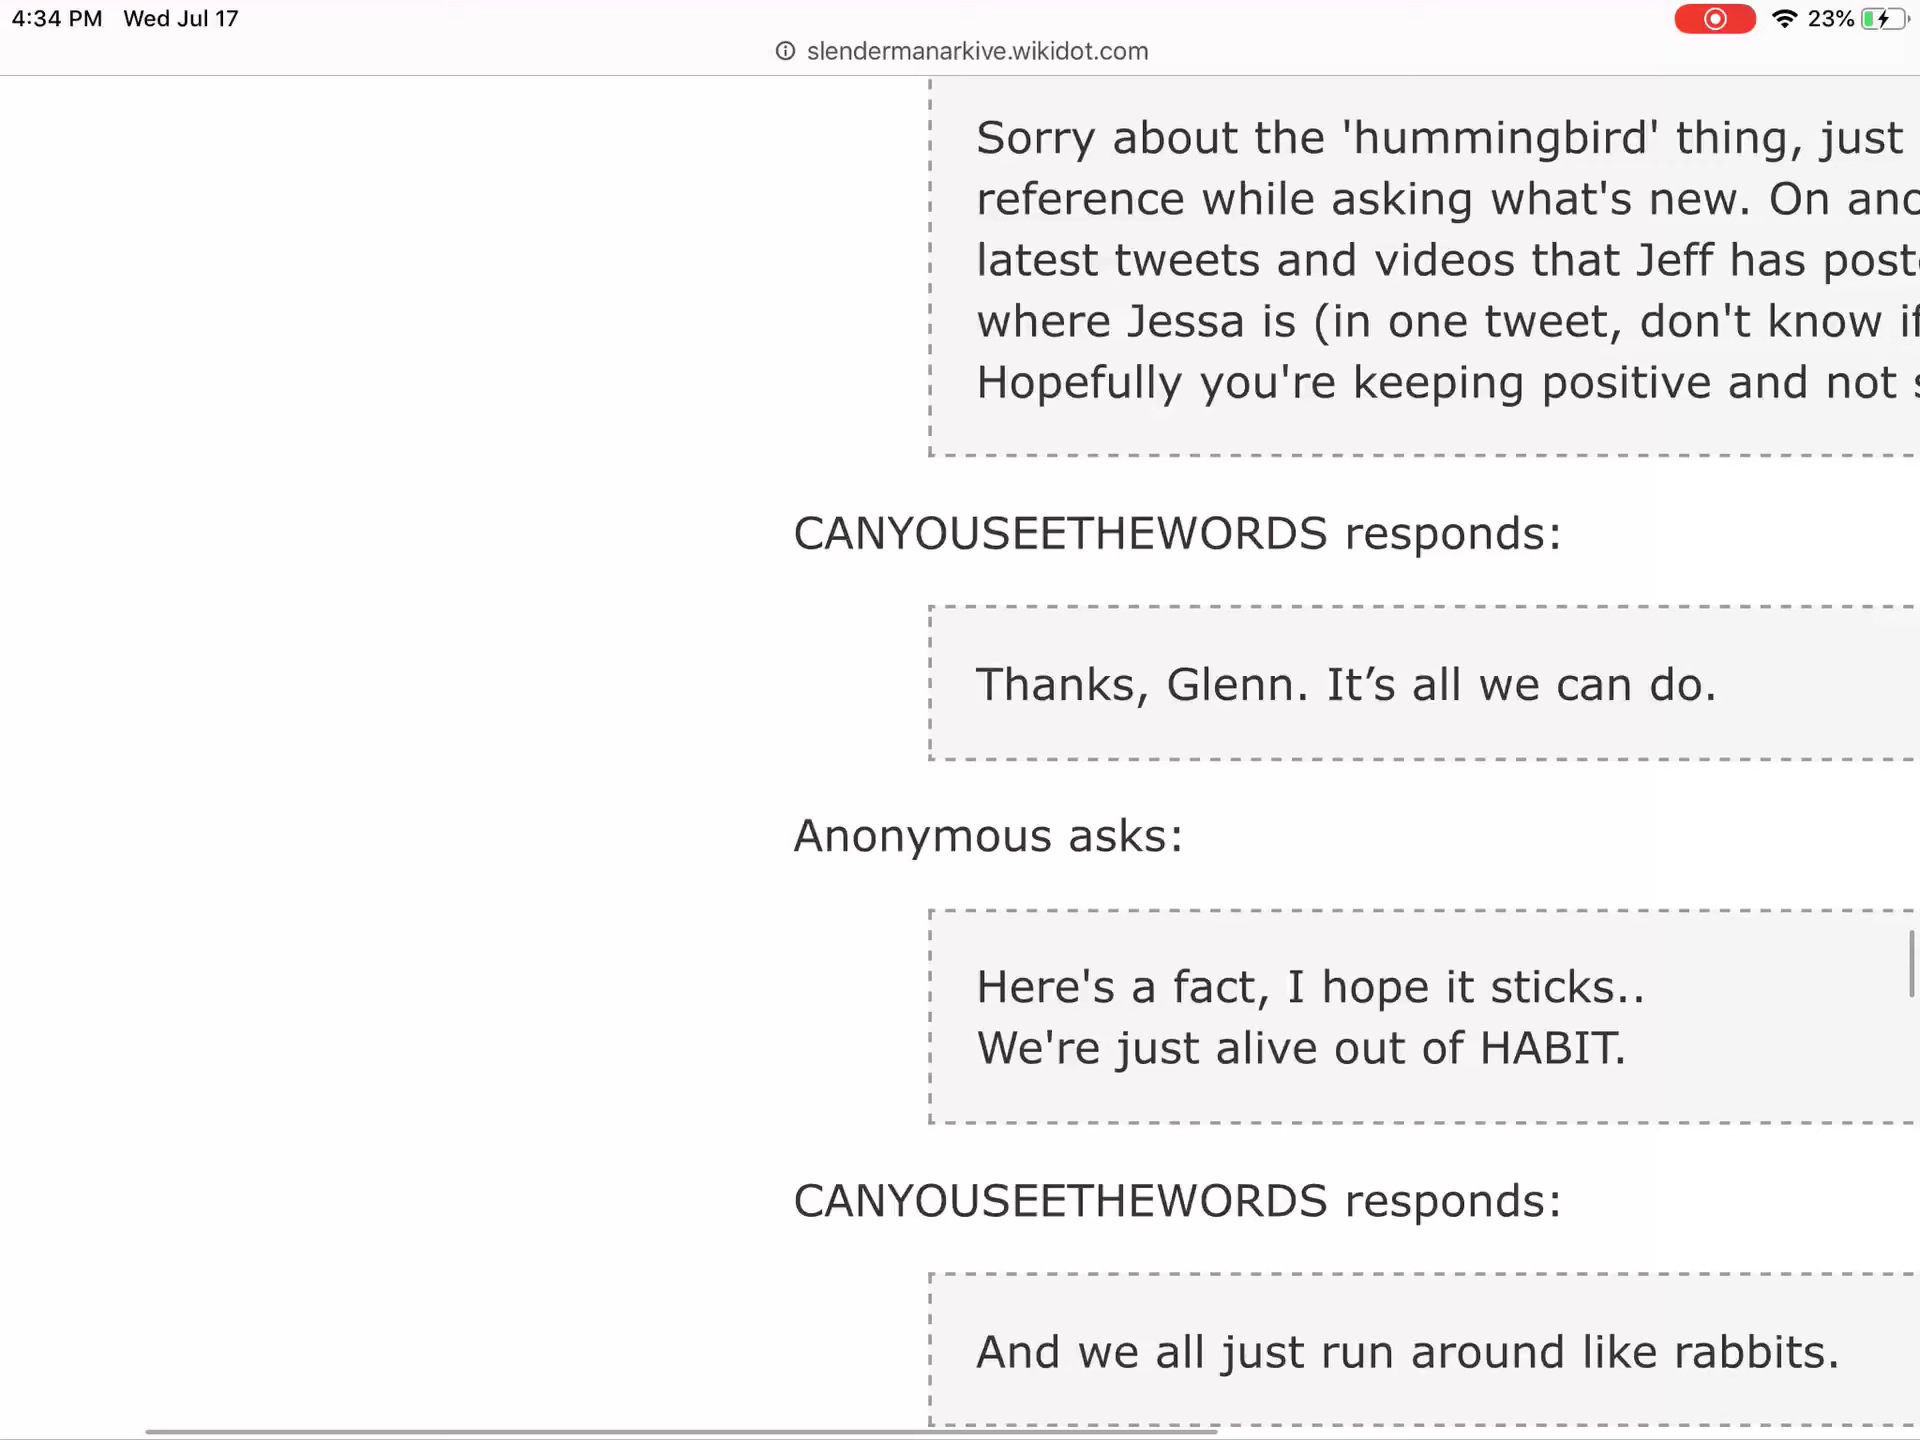 4:34 PM Wed Jul 17
23%
slendermanarkive.wikidot.com
Sorry about the 'hummingbird' thing, just
reference while asking what's new. On
latest tweets and videos that Jeff has
where Jessa is (in one tweet, don't know
Hopefully you're keeping positive and not
CANYOUSEETHEWORDS responds:
Thanks, Glenn. It’s all we can do.
Anonymous asks:
Here's a fact, I hope it sticks..
We're just alive out of HABIT.
CANYOUSEETHEWORDS responds:
And we all just run around like rabbits.